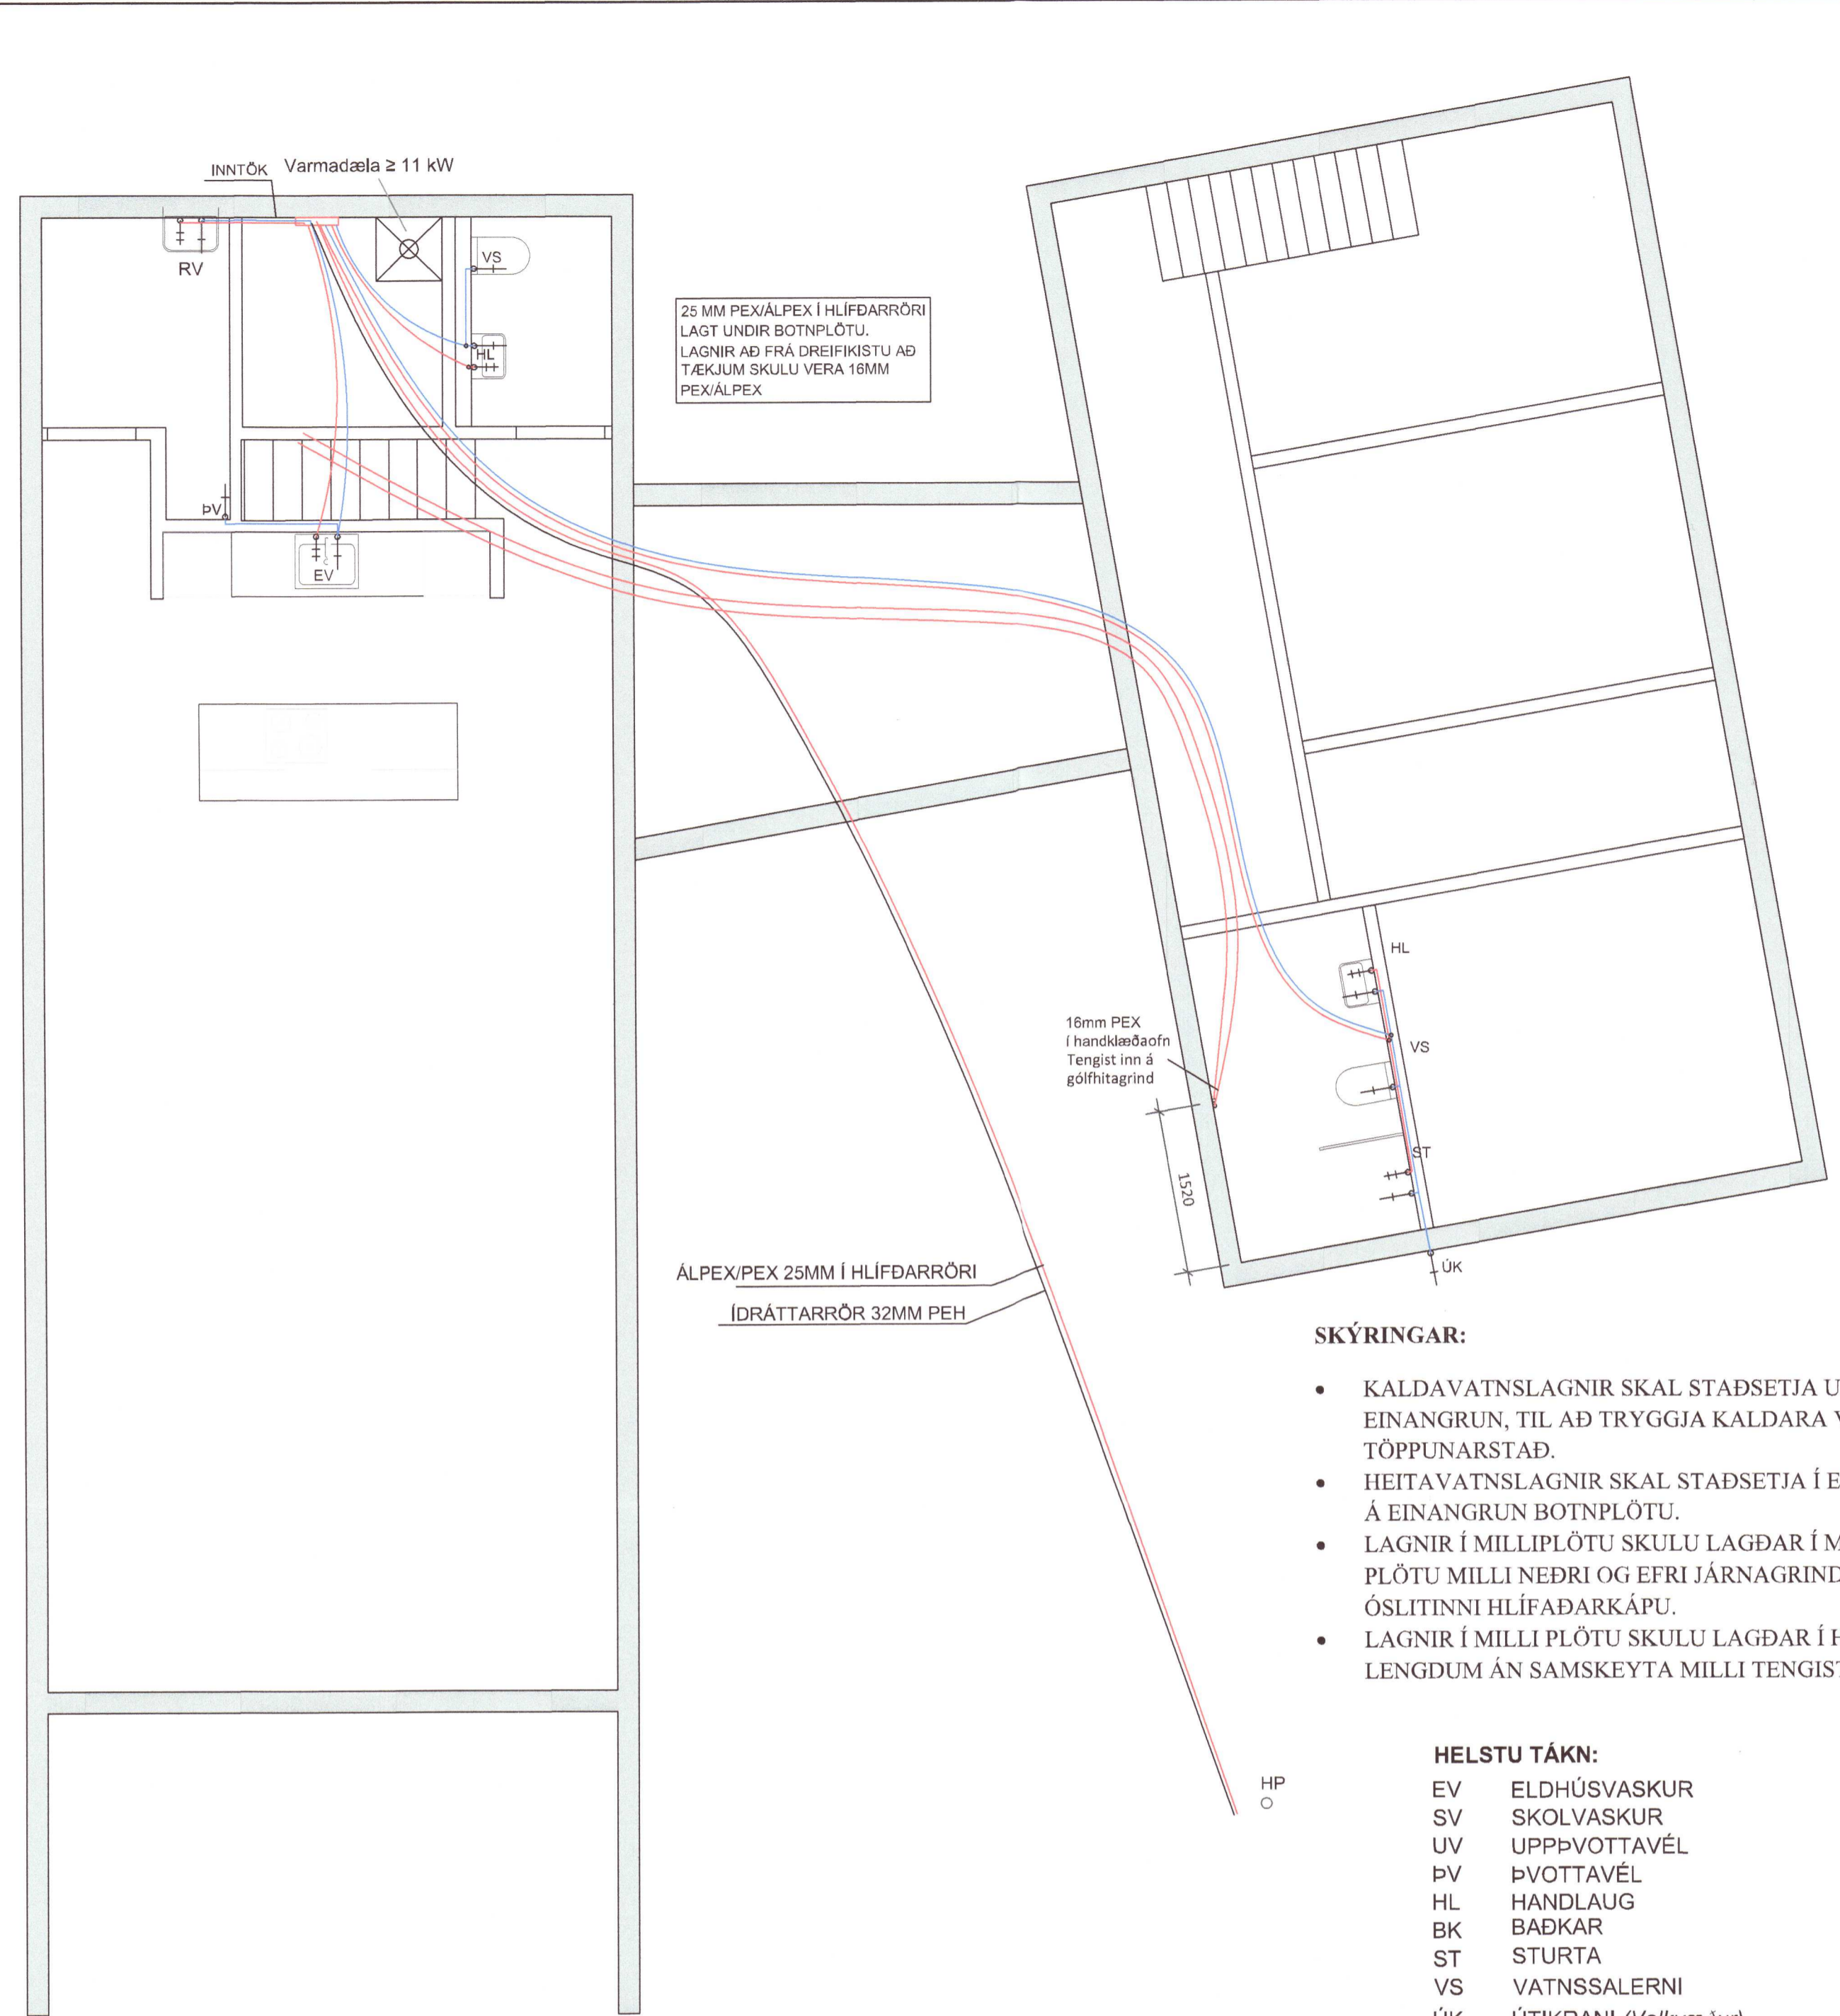 INNTÖK
Varmadæla ≥ 11 kW
RV
VS
HL
25 MM PEX/ÁLPEX Í HLÍFÐARRÖRI
LAGT UNDIR BOTNPLÖTU.
LAGNIR AÐ FRÁ DREIFIKISTU AÐ
TÆKJUM SKULU VERA 16MM
PEX/ÁLPEX
ÞV
EV
HL
VS
16mm PEX
í handklæðaofn
Tengist inn á
gólfhitagrind
ST
1520
ÚK
ÁLPEX/PEX 25MM Í HLÍFÐARRÖRI
ÍDRÁTTARRÖR 32MM PEH
HP
SKÝRINGAR:
• KALDAVATNSLAGNIR SKAL STAÐSETJA
EINANGRUN, TIL AÐ TRYGGJA KALDARA
TÖPPUNARSTAÐ.
• HEITAVATNSLAGNIR SKAL STAÐSETJA Í
Á EINANGRUN BOTNPLÖTU.
• LAGNIR Í MILLIPLÖTU SKULU LAGÐAR Í
PLÖTU MILLI NEÐRI OG EFRI JÁRNAGRIND
ÓSLITINNI HLÍFAÐARKÁPU.
• LAGNIR Í MILLI PLÖTU SKULU LAGÐAR Í
LENGDUM ÁN SAMSKEYTA MILLI
HELSTU TÁKN:
EV ELDHÚSVASKUR
SV SKOLVASKUR
UV UPPÞVOTTAVÉL
ÞV ÞVOTTAVÉL
HL HANDLAUG
BK BAÐKAR
ST STURTA
VS VATNSSALERNI
ÚK ÚTIKRANI